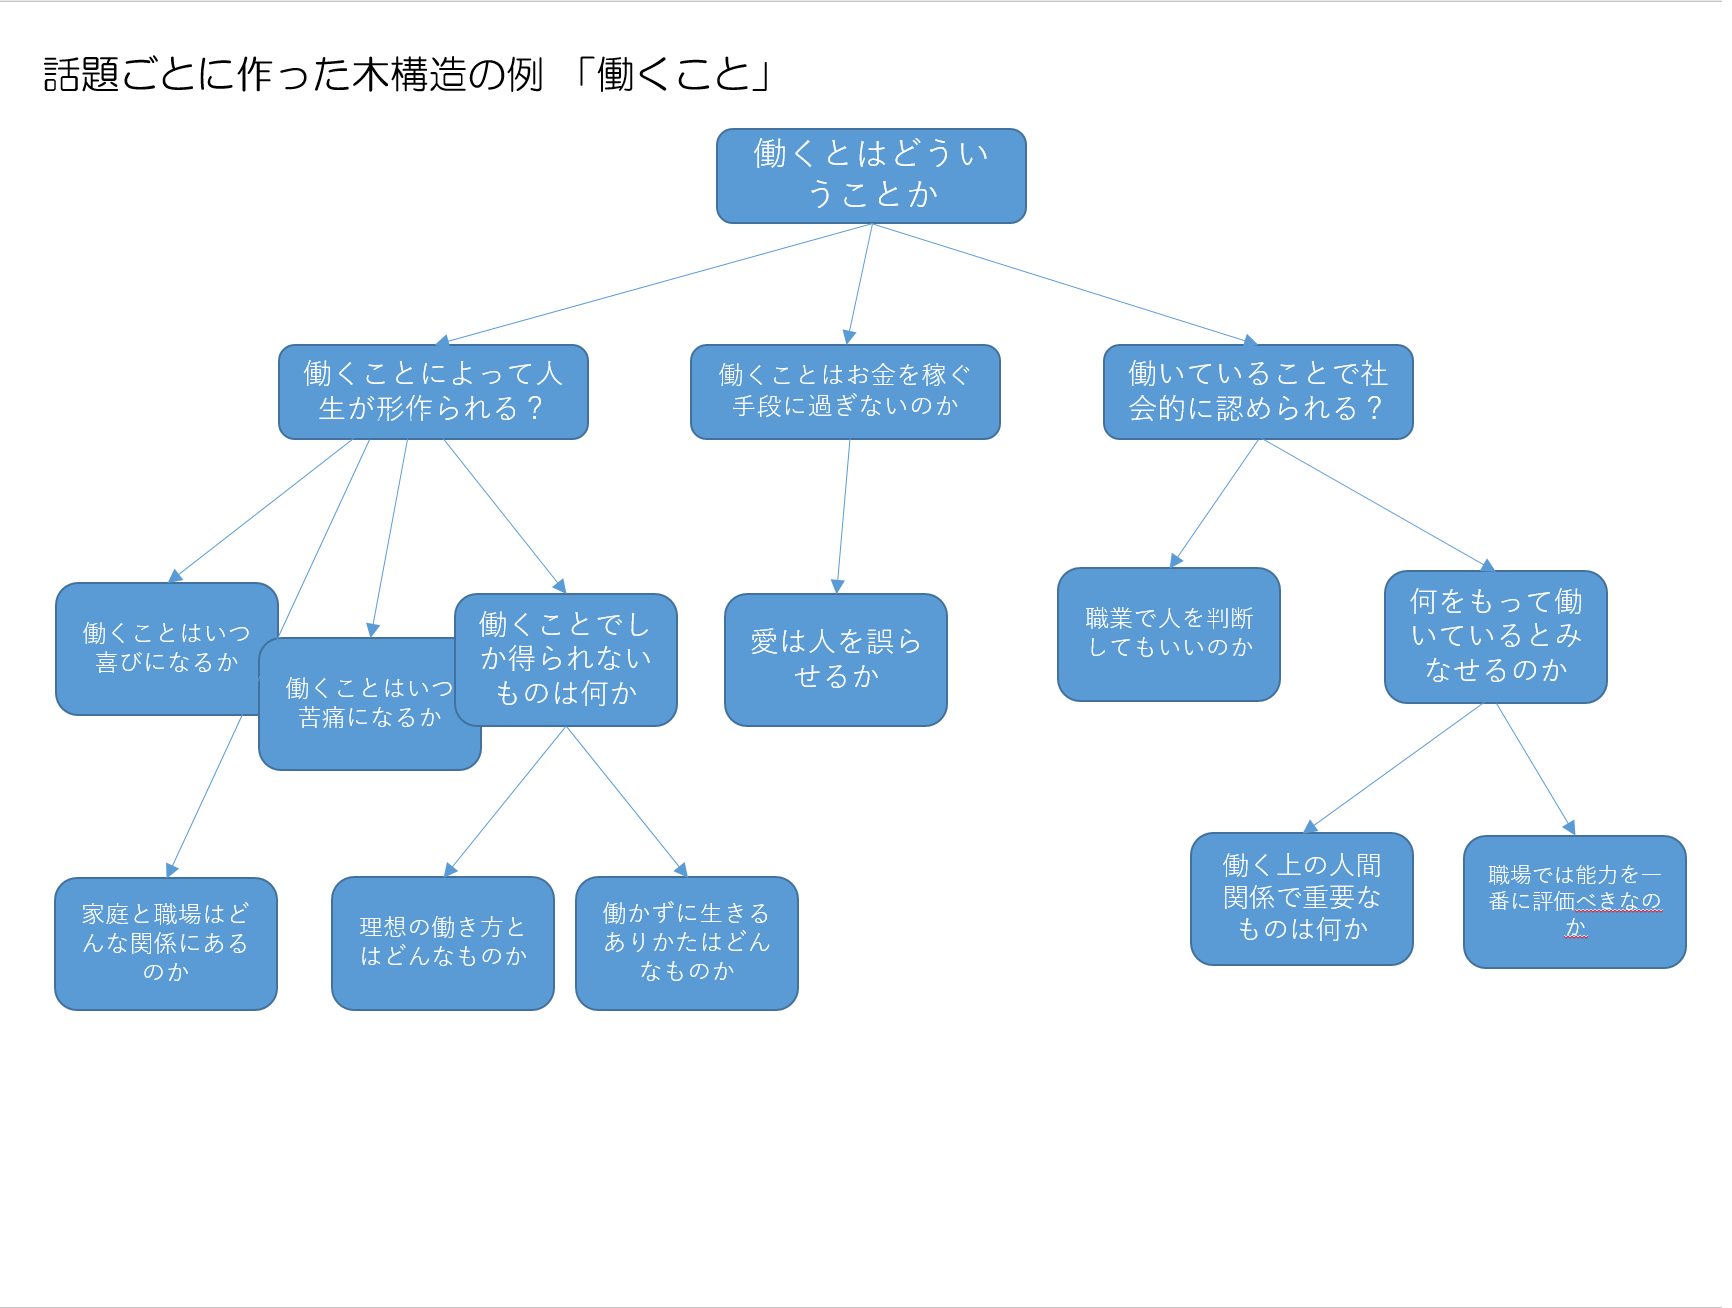 話題ごとに作った木構造の例 「働くこと」
働くとはどうい
うことか
働くことによって人
生が形作られる？
働くことはお金を稼ぐ
手段に過ぎないのか
働いていることで社
会的に認められる？
働くことはいつ
喜びになるか
働くことはいつ
苦痛になるか
働くことでし
か得られない
ものは何か
愛は人を誤ら
せるか
職業で人を判断
してもいいのか
何をもって働
いているとみ
なせるのか
家庭と職場はど
んな関係にある
のか
理想の働き方と
はどんなものか
働かずに生きる
ありかたはどん
なものか
働く上の人間
関係で重要な
ものは何か
職場では能力を一
番に評価べきなの
か